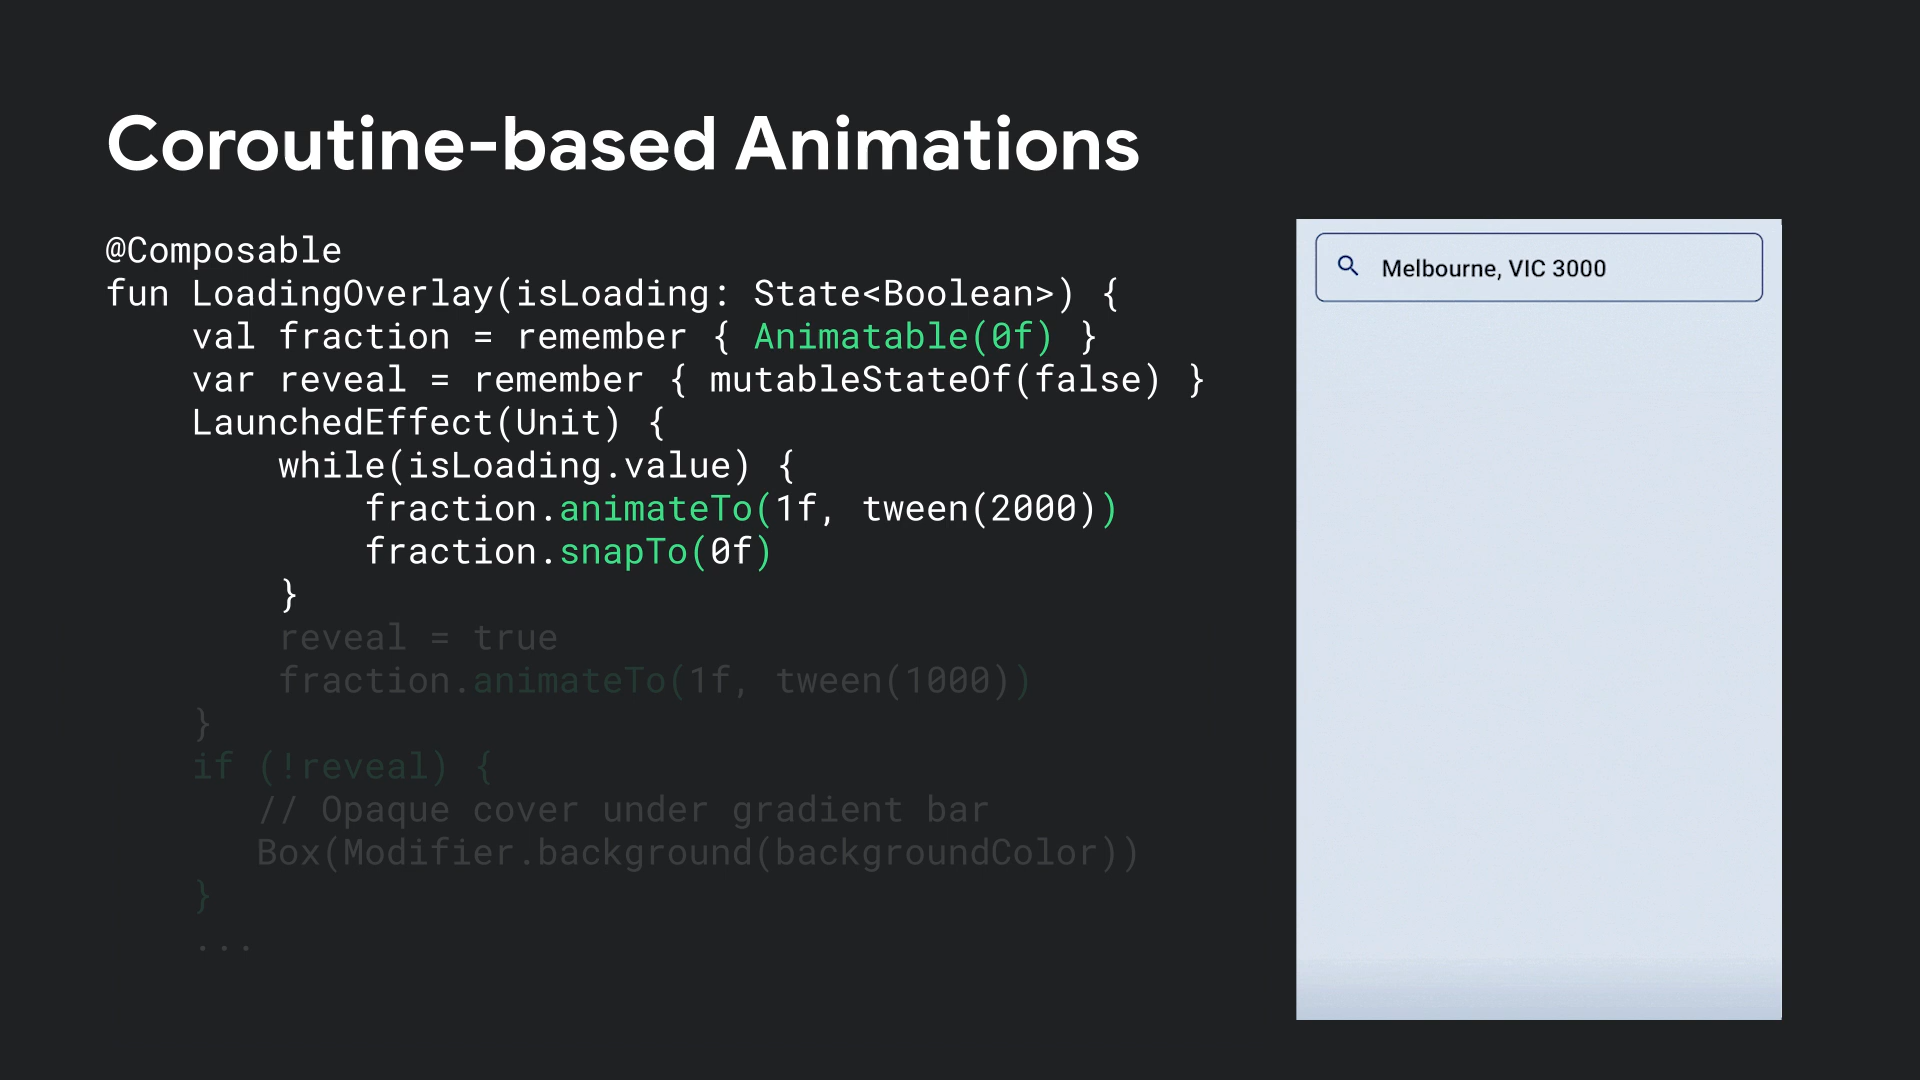 Coroutine-based Animations
@Composable
fun LoadingOverlay(isLoading: State<Boolean>) {
val fraction = remember { Animatable(0f) }
var reveal = remember { mutableStateOf(false) }
LaunchedEffect(Unit) {
while(isLoading.value) {
fraction.animateTo(1f, tween(2000))
fraction.snapTo(0f)
}
reveal = true
fraction.animateTo(1f, tween(1000))
}
if (!reveal) {
// Opaque cover under gradient bar
Box(Modifier.background(backgroundColor))
}
...
Melbourne, VIC 3000